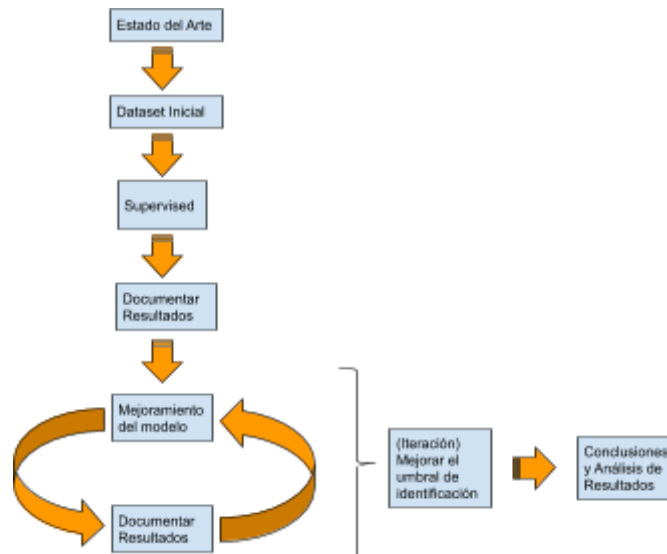 Estado del Arte
Dataset Inicial
Supervised
Documentar
Resultados
Mejoramiento
del modelo
Documentar
Resultados
(Iteración)
Mejorar el
umbral de
identificación
Conclusiones
y Análisis de
Resultados